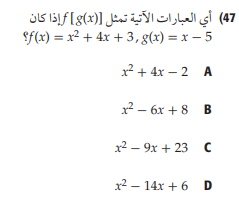 47) أي العبارات الآتية تمثل f [g(x)] إذا كان
f(x) = x² + 4x + 3, g(x) = x − 5؟
x² + 4x − 2 A
x² − 6x + 8 B
x² − 9x + 23 C
x² − 14x + 6 D